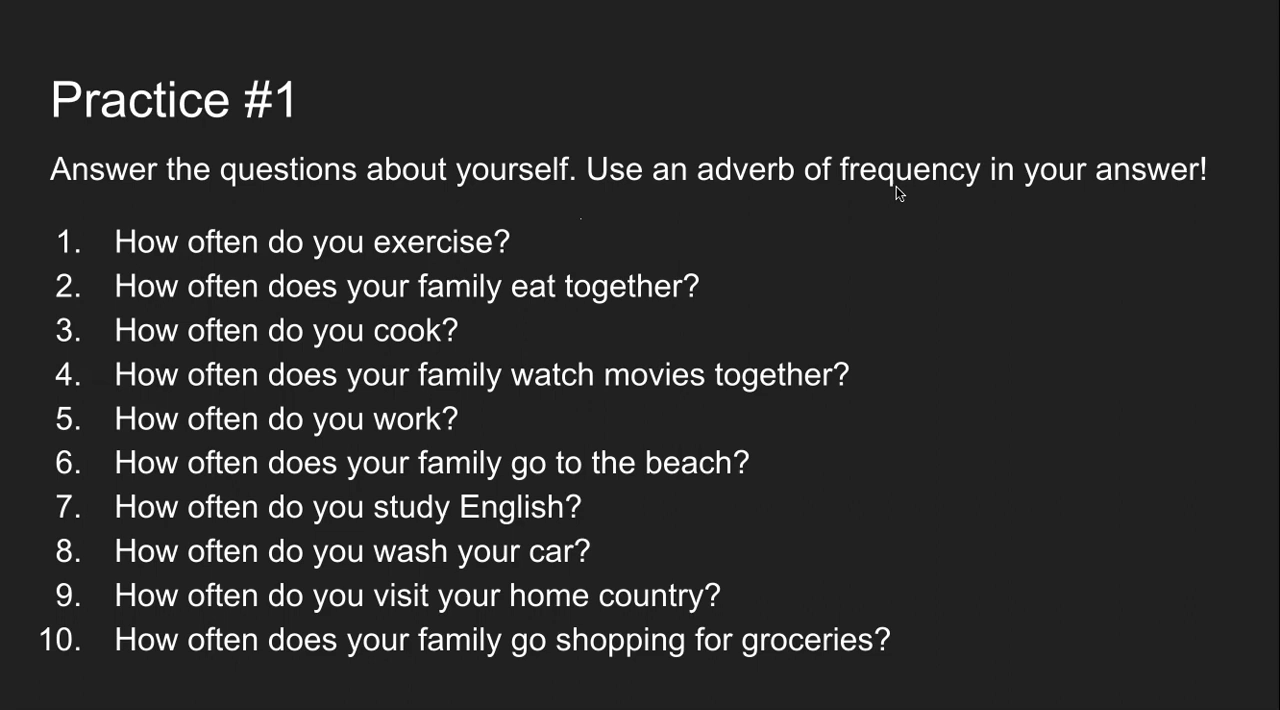 Practice #1
Answer the questions about yourself. Use an adverb of frequency in your answer!
1. How often do you exercise?
2. How often does your family eat together?
3. How often do you cook?
4. How often does your family watch movies together?
5. How often do you work?
6. How often does your family go to the beach?
7. How often do you study English?
8. How often do you wash your car?
9. How often do you visit your home country?
10. How often does your family go shopping for groceries?